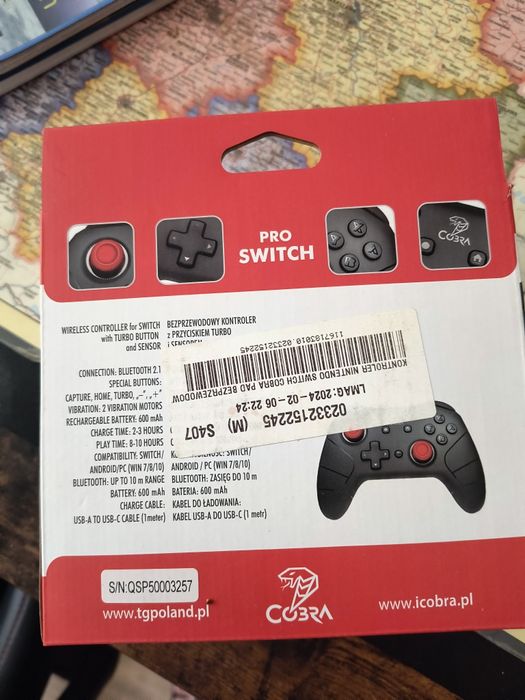 PRO
SWITCH
COBRA
WIRELESS CONTROLLER for SWITCH
with TURBO BUTTON
and SENSOR
CONNECTION: BLUETOOTH 2.1
SPECIAL BUTTONS:
CAPTURE, HOME, TURBO, „–”, „+”
VIBRATION: 2 VIBRATION MOTORS
RECHARGEABLE BATTERY: 600 mAh
CHARGE TIME: 2-3 HOURS
PLAY TIME: 8-10 HOURS
COMPATIBILITY: SWITCH/
ANDROID/PC (WIN 7/8/10)
BLUETOOTH: UP TO 10 m RANGE
BATTERY: 600 mAh
CHARGE CABLE:
USB-A TO USB-C CABLE (1meter)
BEZPRZEWODOWY KONTROLER
z PRZYCISKIEM TURBO
i SENSOREM
SWITCH/
ANDROID / PC (WIN 7/8/10)
BLUETOOTH: ZASIĘG DO 10 m
BATERIA: 600 mAh
KABEL DO ŁADOWANIA:
KABEL USB-A DO USB-C (1 metr)
1167183010 02332152245
KONTROLER NINTENDO SWITCH COBRA PAD BEZPRZEWODOW
LMAG:2024-02-06 22:24
02332152245 (M) S407
S/N:QSP50003257
www.tgpoland.pl
COBRA
www.icobra.pl